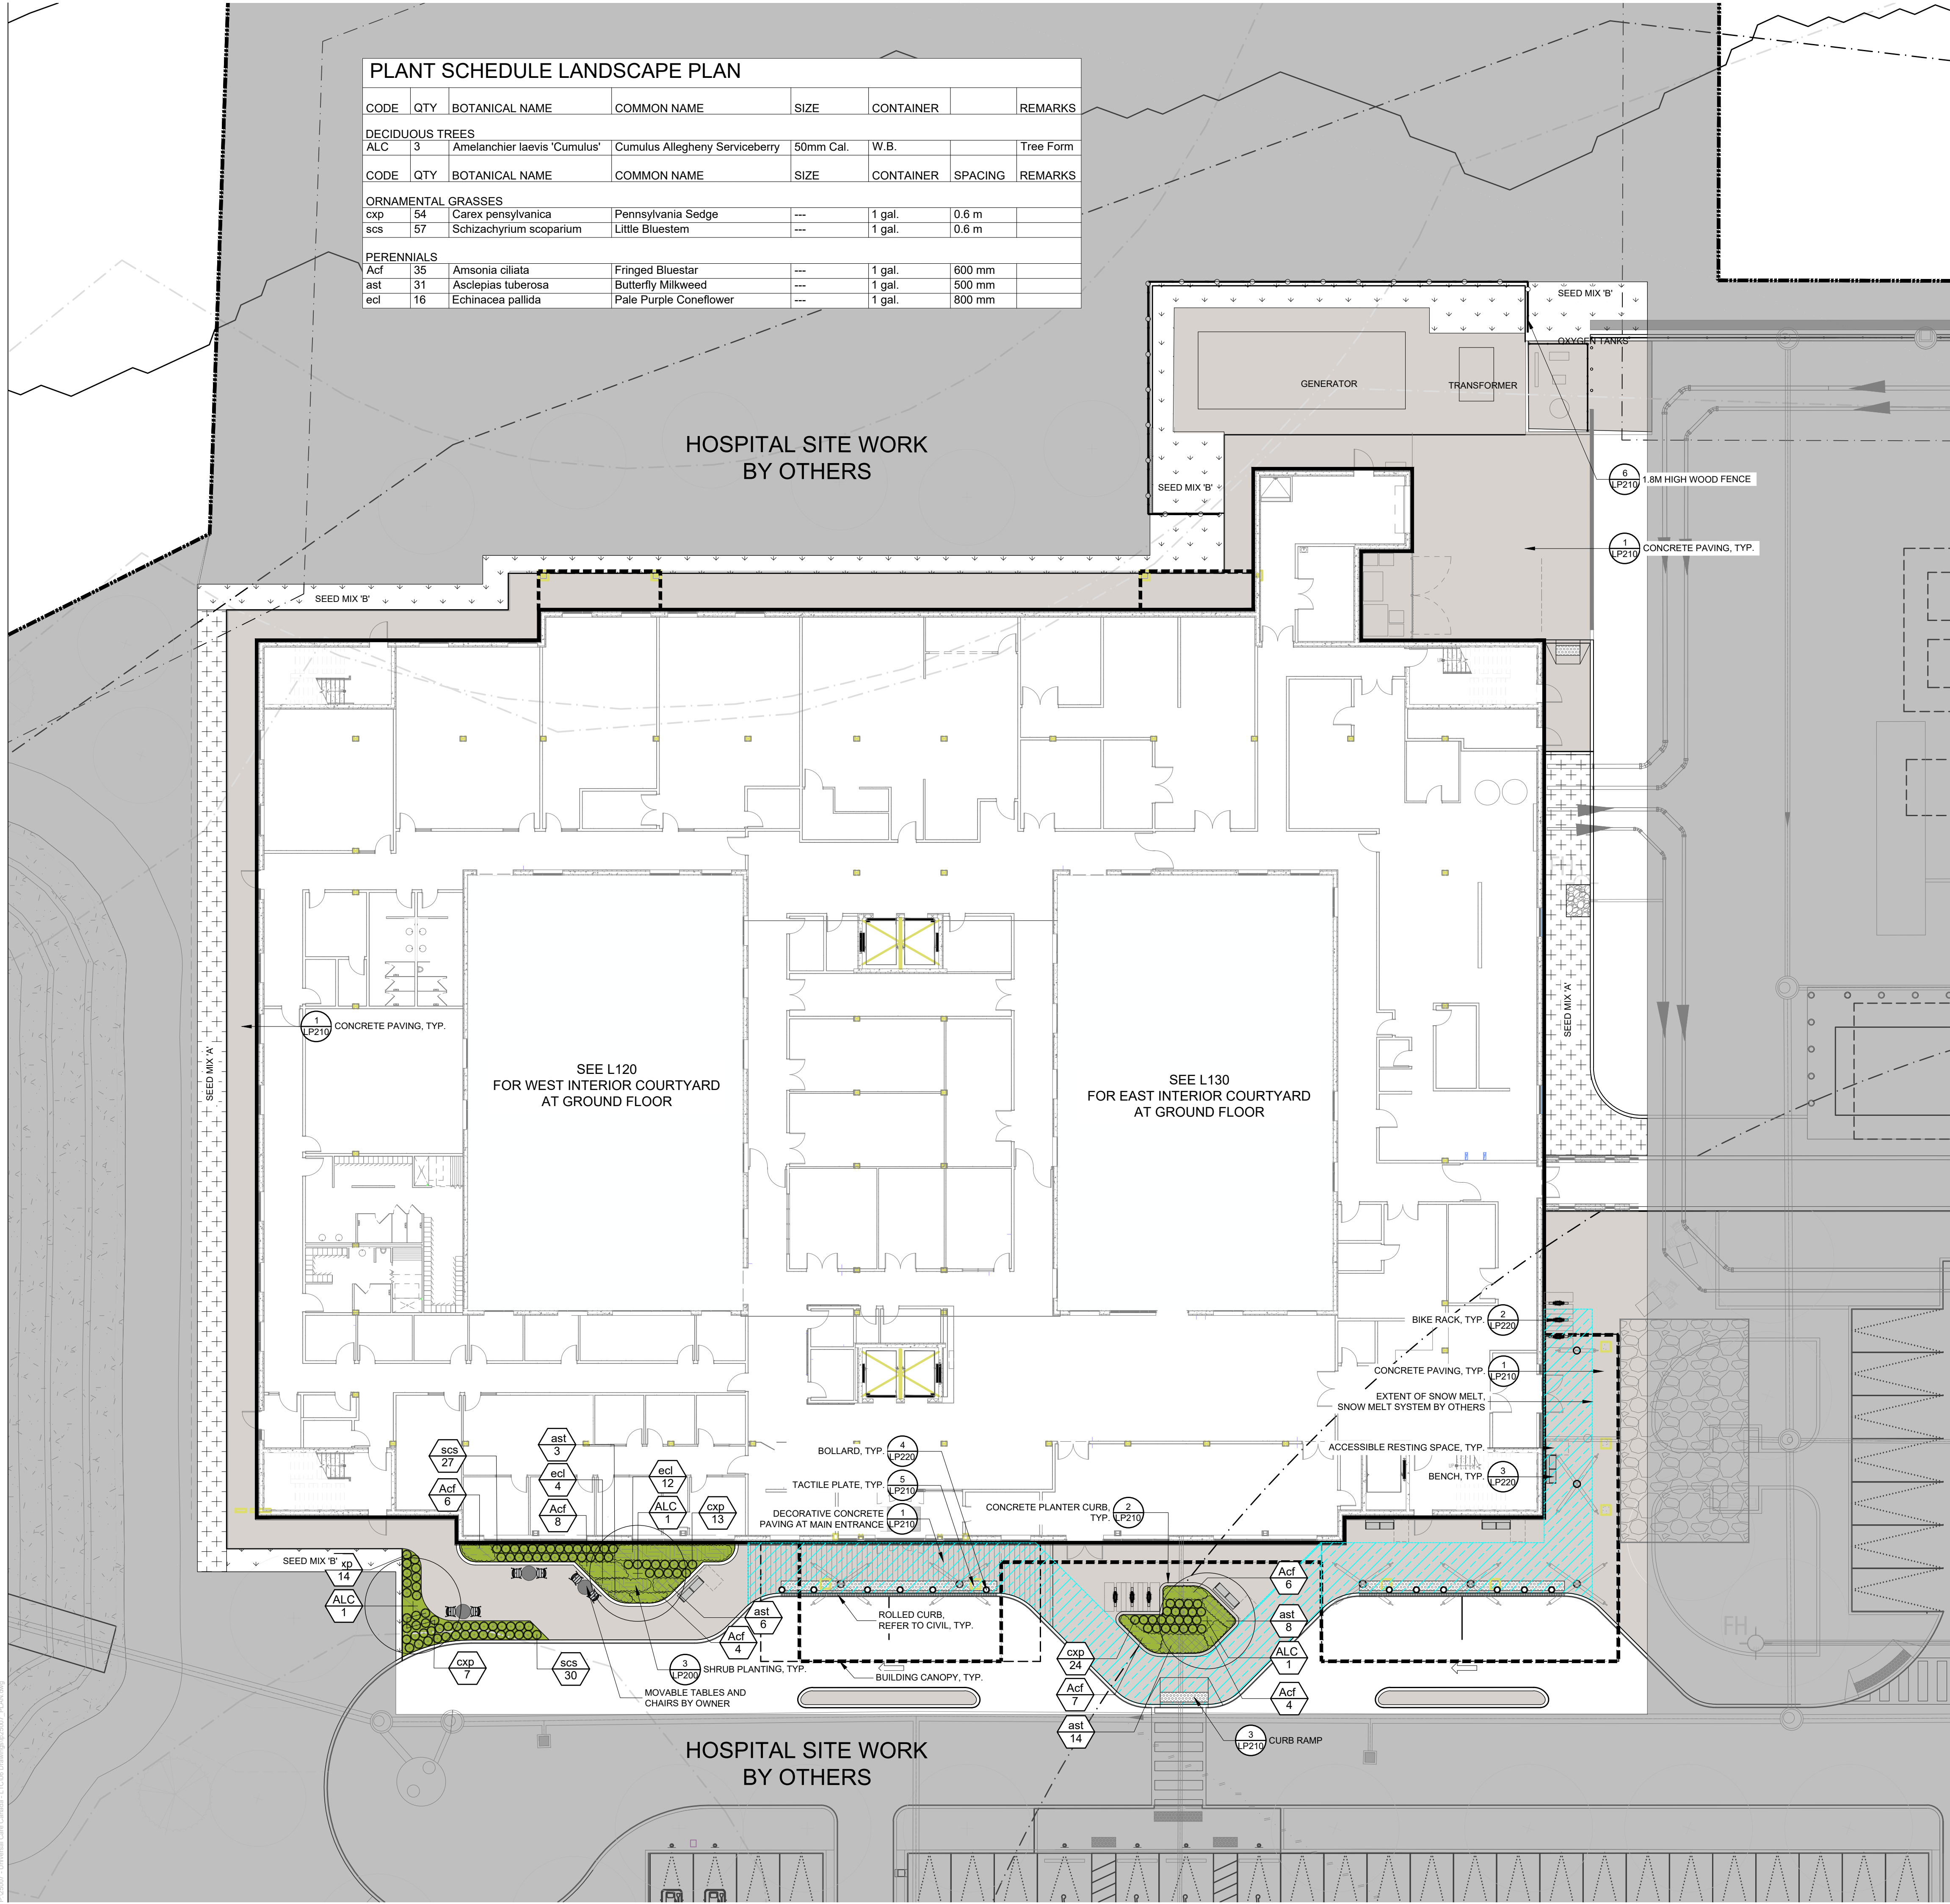 PLANT SCHEDULE LANDSCAPE PLAN
CODE QTY BOTANICAL NAME COMMON NAME SIZE CONTAINER REMARKS
DECIDUOUS TREES
ALC 3 Amelanchier laevis 'Cumulus' Cumulus Allegheny Serviceberry 50mm Cal. W.B. Tree Form
CODE QTY BOTANICAL NAME COMMON NAME SIZE CONTAINER SPACING REMARKS
ORNAMENTAL GRASSES
cxp 54 Carex pensylvanica Pennsylvania Sedge --- 1 gal. 0.6 m
scs 57 Schizachyrium scoparium Little Bluestem --- 1 gal. 0.6 m
PERENNIALS
Acf 35 Amsonia ciliata Fringed Bluestar --- 1 gal. 600 mm
ast 31 Asclepias tuberosa Butterfly Milkweed --- 1 gal. 500 mm
ecl 16 Echinacea pallida Pale Purple Coneflower --- 1 gal. 800 mm
SEED MIX 'B'
OXYGEN TANKS
GENERATOR
TRANSFORMER
HOSPITAL SITE WORK
BY OTHERS
SEED MIX 'B'
6
LP210
1.8M HIGH WOOD FENCE
1
LP210
CONCRETE PAVING, TYP.
SEED MIX 'B'
SEED MIX 'A'
1
LP210
CONCRETE PAVING, TYP.
SEED MIX 'A'
SEE L120
FOR WEST INTERIOR COURTYARD
AT GROUND FLOOR
SEE L130
FOR EAST INTERIOR COURTYARD
AT GROUND FLOOR
BIKE RACK, TYP.
2
LP220
CONCRETE PAVING, TYP.
1
LP210
EXTENT OF SNOW MELT,
SNOW MELT SYSTEM BY OTHERS
ACCESSIBLE RESTING SPACE, TYP.
BENCH, TYP.
3
LP220
scs
27
Acf
6
ast
3
ecl
4
Acf
8
ecl
12
ALC
1
cxp
13
BOLLARD, TYP.
4
LP220
TACTILE PLATE, TYP.
5
LP210
DECORATIVE CONCRETE
PAVING AT MAIN ENTRANCE
1
LP210
CONCRETE PLANTER CURB,
TYP.
2
LP210
SEED MIX 'B'
xp
14
ALC
1
cxp
7
scs
30
ast
6
Acf
4
3
LP200
SHRUB PLANTING, TYP.
MOVABLE TABLES AND
CHAIRS BY OWNER
ROLLED CURB,
REFER TO CIVIL, TYP.
BUILDING CANOPY, TYP.
cxp
24
Acf
7
ast
14
Acf
6
ast
8
ALC
1
Acf
4
3
LP210
CURB RAMP
FH
HOSPITAL SITE WORK
BY OTHERS